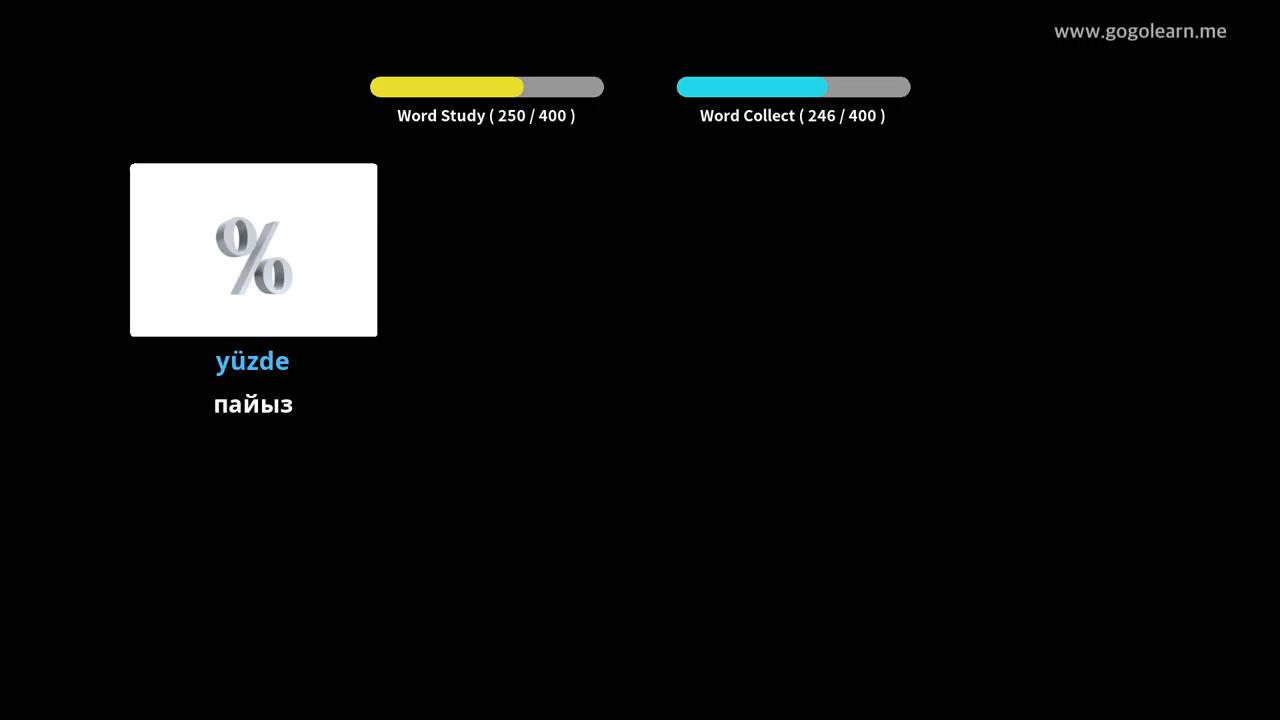 www.gogolearn.me
Word Study ( 250 / 400 )
Word Collect ( 246 / 400 )
%
yüzde
пайыз